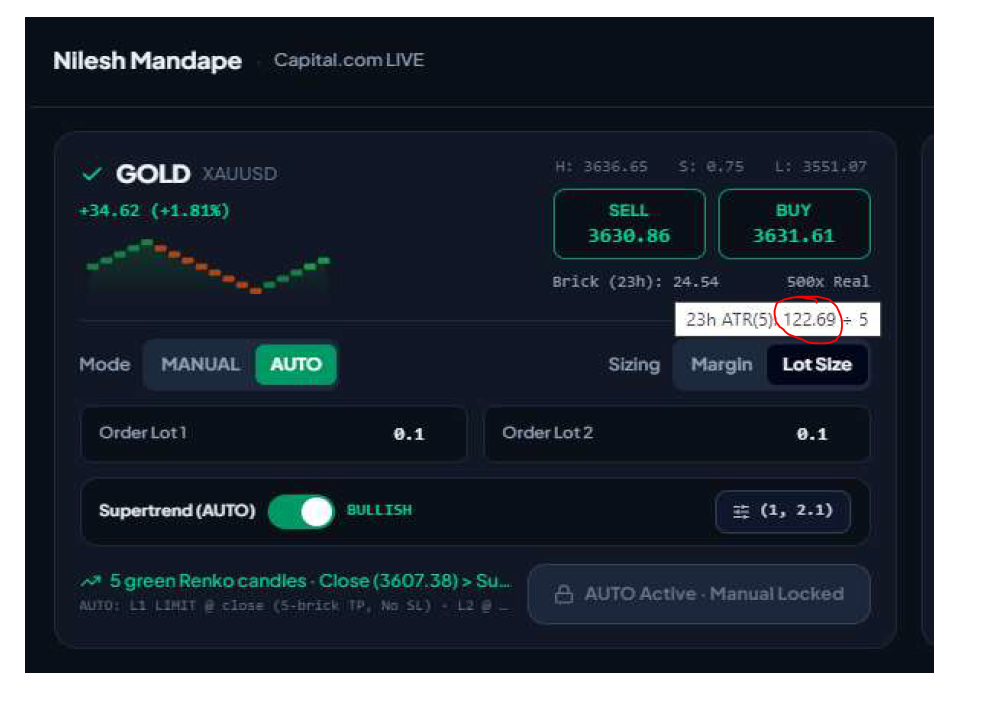 Nilesh Mandape · Capital.com LIVE
GOLD XAUUSD
H: 3636.65 S: 0.75 L: 3551.07
+34.62 (+1.81%)
SELL
3630.86
BUY
3631.61
Brick (23h): 24.54 500x Real
23h ATR(5): 122.69 ÷ 5
Mode MANUAL AUTO
Sizing Margin Lot Size
Order Lot 1 0.1
Order Lot 2 0.1
Supertrend (AUTO) BULLISH (1, 2.1)
5 green Renko candles · Close (3607.38) > Su...
AUTO: L1 LIMIT @ close (5-brick TP, No SL) · L2 @ …
AUTO Active · Manual Locked